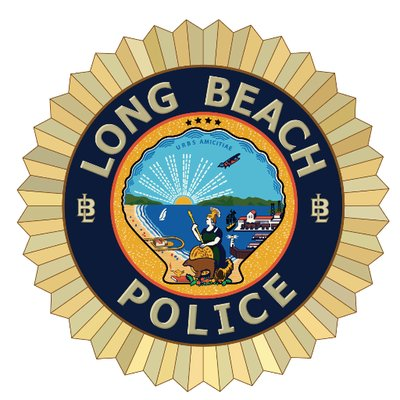 LONG BEACH
URBS AMICITIAE
LB
LB
POLICE